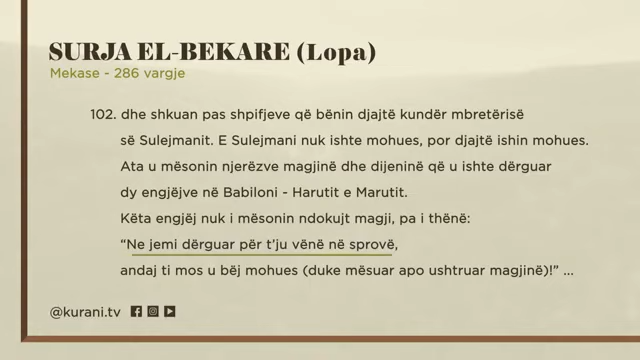 SURJA EL-BEKARE (Lopa)
Mekase - 286 vargje
102. dhe shkuan pas shpifjeve që bënin djajtë kundër mbretërisë
së Sulejmanit. E Sulejmani nuk ishte mohues, por djajtë ishin mohues.
Ata u mësonin njerëzve magjinë dhe dijeninë që u ishte dërguar
dy engjëjve në Babiloni - Harutit e Marutit.
Këta engjëj nuk i mësonin ndokujt magji, pa i thënë:
“Ne jemi dërguar për t’ju vënë në sprovë,
andaj ti mos u bëj mohues (duke mësuar apo ushtruar magjinë)!” ...
@kurani.tv